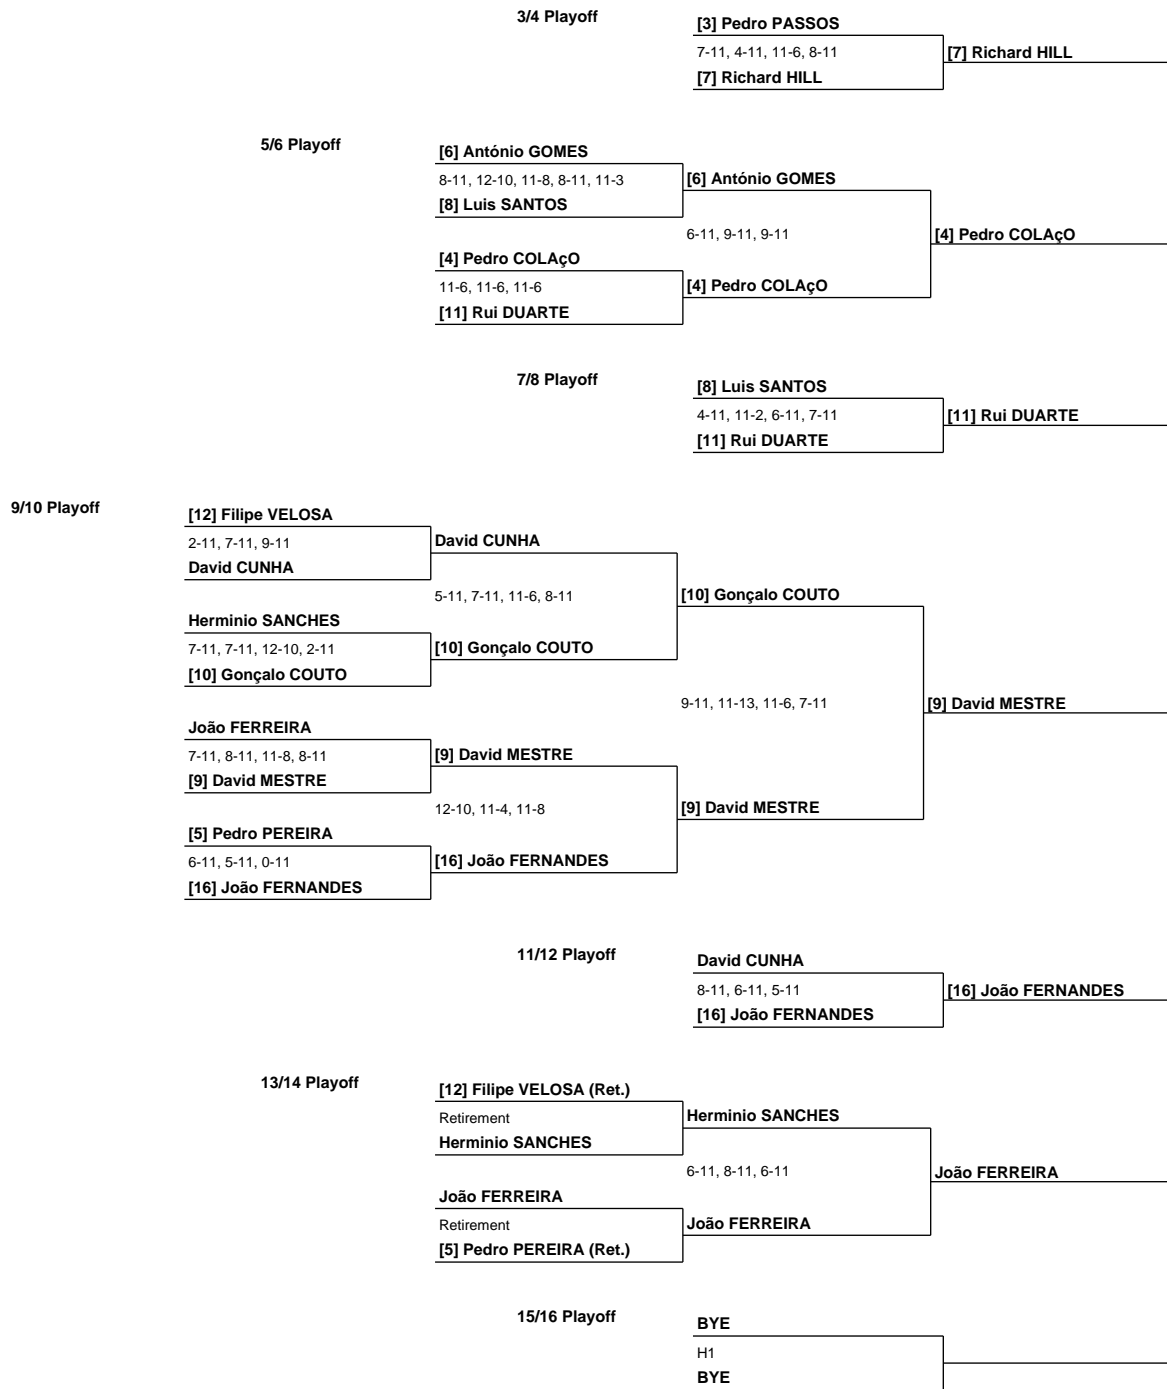 3/4 Playoff
[3] Pedro PASSOS
7-11, 4-11, 11-6, 8-11
[7] Richard HILL
[7] Richard HILL
5/6 Playoff
[6] António GOMES
8-11, 12-10, 11-8, 8-11, 11-3
[6] António GOMES
[8] Luis SANTOS
6-11, 9-11, 9-11
[4] Pedro COLAçO
[4] Pedro COLAçO
11-6, 11-6, 11-6
[4] Pedro COLAçO
[11] Rui DUARTE
7/8 Playoff
[8] Luis SANTOS
4-11, 11-2, 6-11, 7-11
[11] Rui DUARTE
[11] Rui DUARTE
9/10 Playoff
[12] Filipe VELOSA
2-11, 7-11, 9-11
David CUNHA
David CUNHA
5-11, 7-11, 11-6, 8-11
[10] Gonçalo COUTO
Herminio SANCHES
7-11, 7-11, 12-10, 2-11
[10] Gonçalo COUTO
[10] Gonçalo COUTO
9-11, 11-13, 11-6, 7-11
[9] David MESTRE
João FERREIRA
7-11, 8-11, 11-8, 8-11
[9] David MESTRE
[9] David MESTRE
12-10, 11-4, 11-8
[9] David MESTRE
[5] Pedro PEREIRA
6-11, 5-11, 0-11
[16] João FERNANDES
[16] João FERNANDES
11/12 Playoff
David CUNHA
8-11, 6-11, 5-11
[16] João FERNANDES
[16] João FERNANDES
13/14 Playoff
[12] Filipe VELOSA (Ret.)
Retirement
Herminio SANCHES
Herminio SANCHES
6-11, 8-11, 6-11
João FERREIRA
João FERREIRA
Retirement
João FERREIRA
[5] Pedro PEREIRA (Ret.)
15/16 Playoff
BYE
H1
BYE